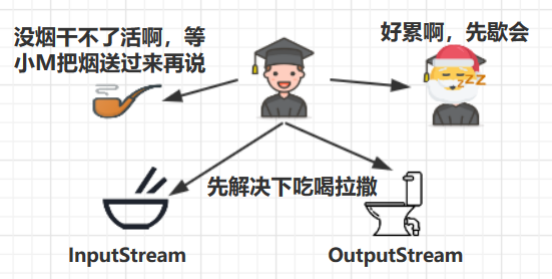 没烟干不了活啊，等
小M把烟送过来再说
好累啊，先歇会
zzz
先解决下吃喝拉撒
InputStream
OutputStream